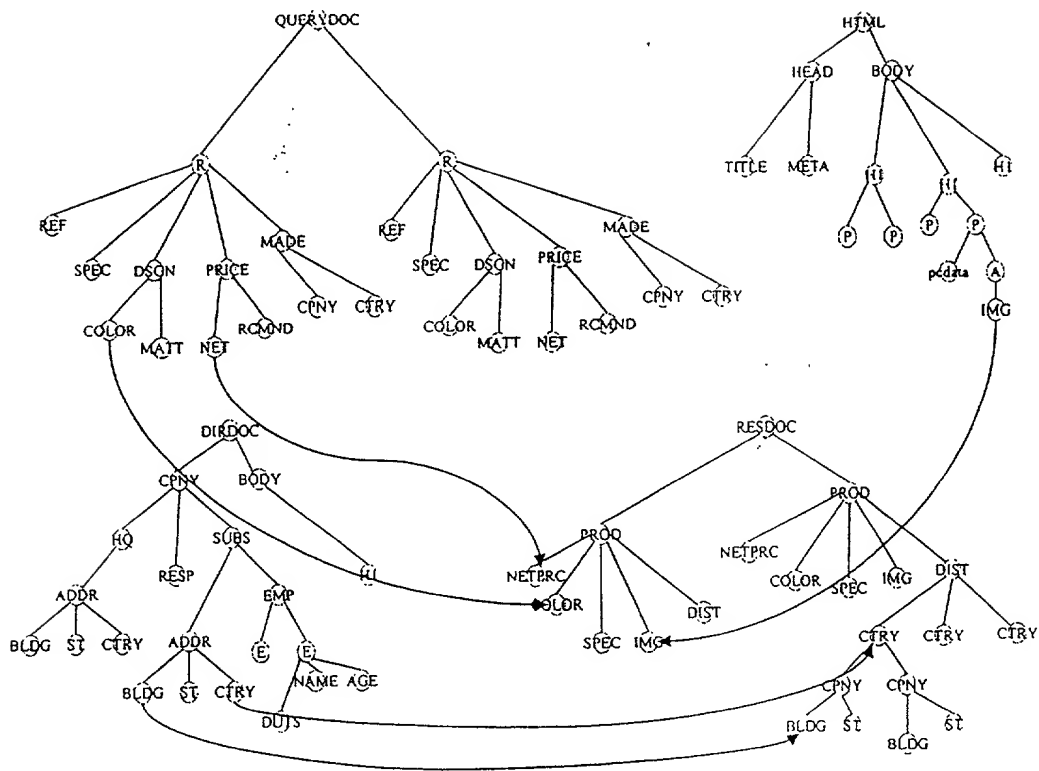 QUERYDOC
R
REF
SPEC
DSGN
COLOR
MATT
PRICE
NET
RCMND
MADE
CPNY
CTRY
R
REF
SPEC
DSGN
COLOR
MATT
PRICE
NET
RCMND
MADE
CPNY
CTRY
HTML
HEAD
BODY
TITLE
META
H1
P
P
H1
P
P
pcdata
A
IMG
H1
DIRDOC
CPNY
BODY
HQ
RESP
SUBS
H1
ADDR
BLDG
ST
CTRY
EMP
ADDR
E
E
NAME
AGE
DUTS
BLDG
ST
CTRY
RESDOC
PROD
NETPRC
COLOR
SPEC
IMG
DIST
PROD
NETPRC
COLOR
SPEC
IMG
DIST
CTRY
CTRY
CTRY
CPNY
CPNY
BLDG
ST
BLDG
ST